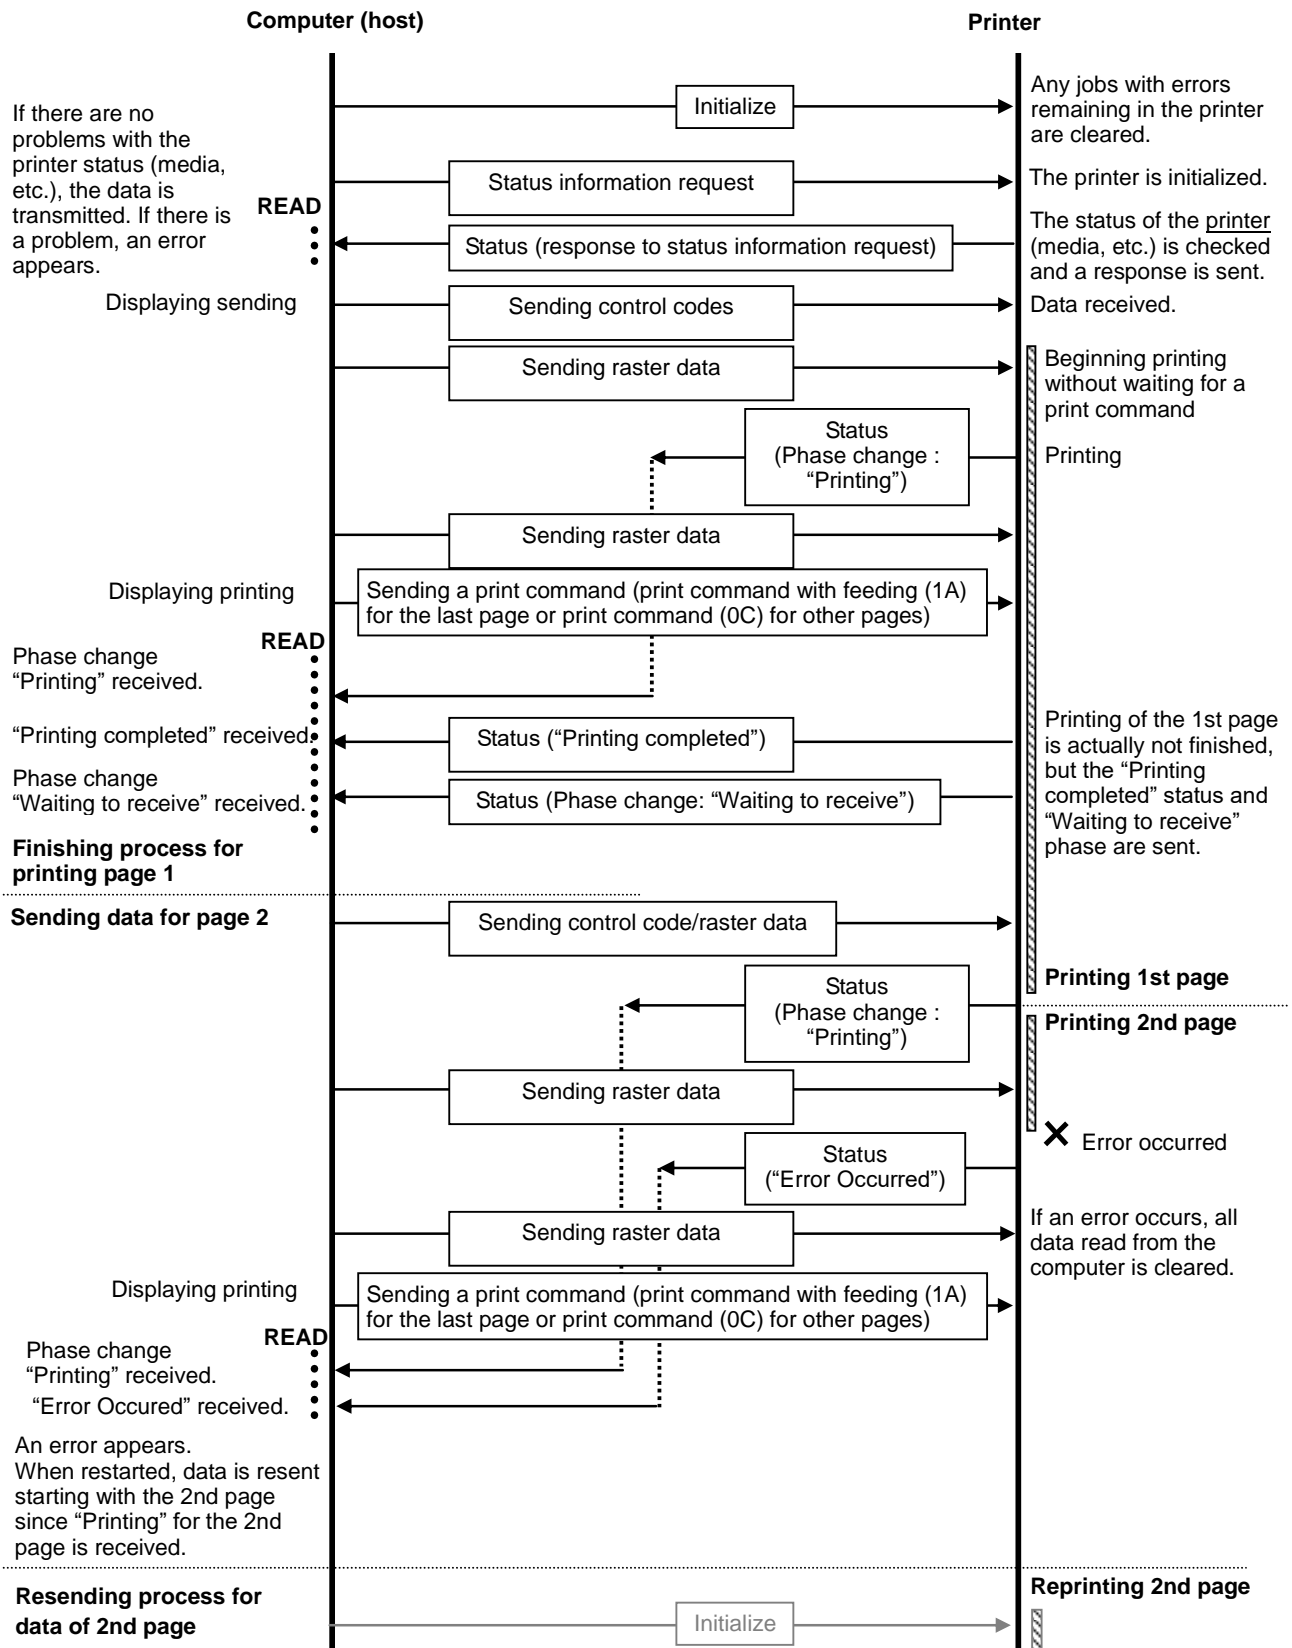 Computer (host)
Printer
If there are no
problems with the
printer status (media,
etc.), the data is
transmitted. If there is
a problem, an error
appears.
Initialize
Any jobs with errors
remaining in the printer
are cleared.
Status information request
The printer is initialized.
READ
Status (response to status information request)
The status of the printer
(media, etc.) is checked
and a response is sent.
Displaying sending
Sending control codes
Data received.
Sending raster data
Beginning printing
without waiting for a
print command
Status
(Phase change :
“Printing”)
Printing
Sending raster data
Displaying printing
Sending a print command (print command with feeding (1A)
for the last page or print command (0C) for other pages)
READ
Phase change
“Printing” received.
“Printing completed” received.
Status (“Printing completed”)
Phase change
“Waiting to receive” received.
Status (Phase change: “Waiting to receive”)
Printing of the 1st page
is actually not finished,
but the “Printing
completed” status and
“Waiting to receive”
phase are sent.
Finishing process for
printing page 1
Sending data for page 2
Sending control code/raster data
Printing 1st page
Status
(Phase change :
“Printing”)
Printing 2nd page
Sending raster data
Error occurred
Status
(“Error Occurred”)
Sending raster data
If an error occurs, all
data read from the
computer is cleared.
Displaying printing
Sending a print command (print command with feeding (1A)
for the last page or print command (0C) for other pages)
READ
Phase change
“Printing” received.
“Error Occured” received.
An error appears.
When restarted, data is resent
starting with the 2nd page
since “Printing” for the 2nd
page is received.
Resending process for
data of 2nd page
Initialize
Reprinting 2nd page